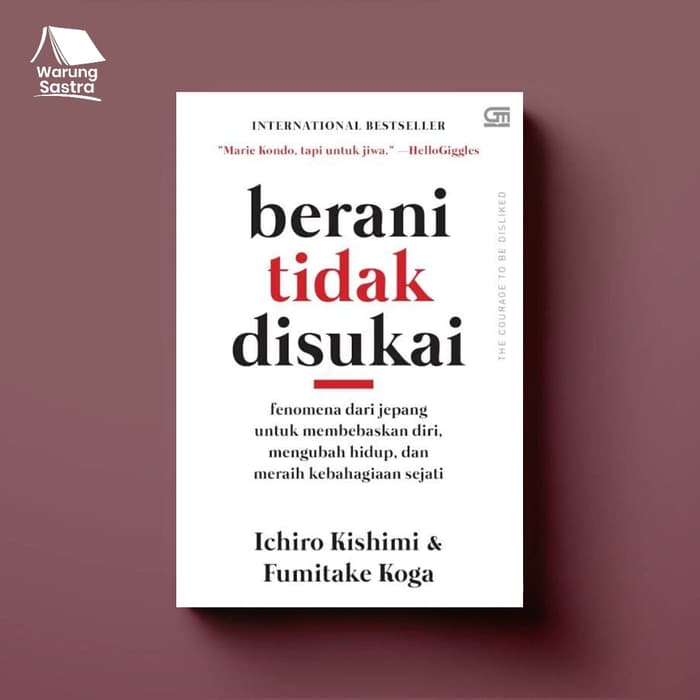 Warung
Sastra
INTERNATIONAL BESTSELLER
GM
"Marie Kondo, tapi untuk jiwa." —HelloGiggles
berani
tidak
disukai
THE COURAGE TO BE DISLIKED
fenomena dari jepang
untuk membebaskan diri,
mengubah hidup, dan
meraih kebahagiaan sejati
Ichiro Kishimi &
Fumitake Koga